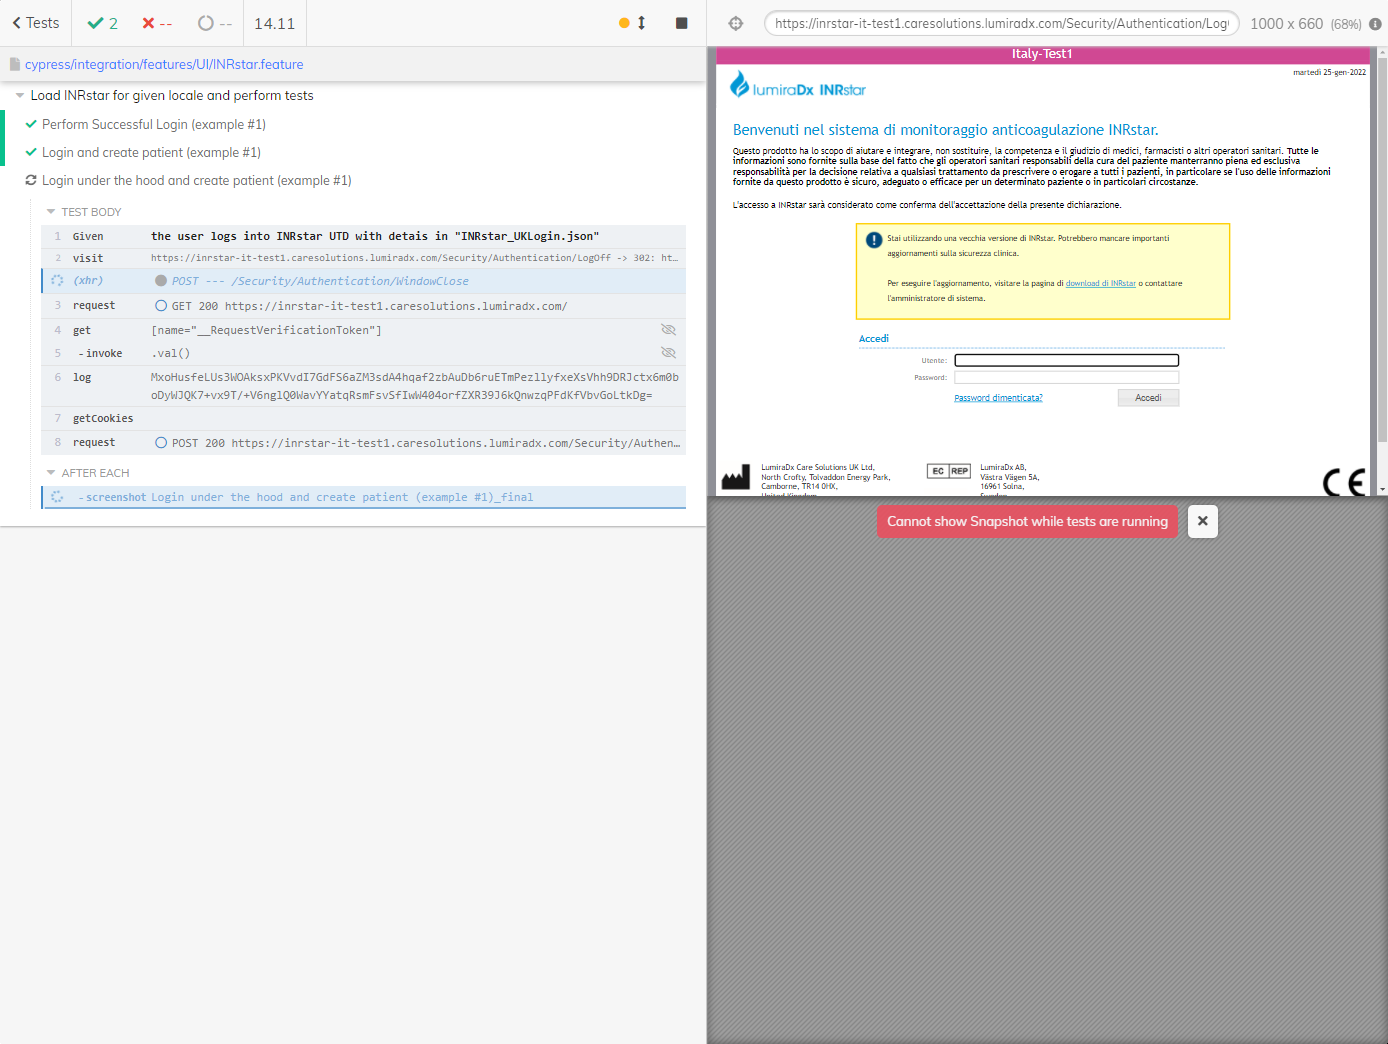 Tests
2
--
--
14.11
cypress/integration/features/UI/INRstar.feature
Load INRstar for given locale and perform tests
Perform Successful Login (example #1)
Login and create patient (example #1)
Login under the hood and create patient (example #1)
TEST BODY
1 Given the user logs into INRstar UTD with detais in "INRstar_UKLogin.json"
2 visit https://inrstar-it-test1.caresolutions.lumiradx.com/Security/Authentication/LogOff -> 302: ht...
(xhr) POST --- /Security/Authentication/WindowClose
3 request GET 200 https://inrstar-it-test1.caresolutions.lumiradx.com/
4 get [name="__RequestVerificationToken"]
5 - invoke .val()
6 log MxoHusfeLUs3WOAksxPKVvdI7GdFS6aZM3sdA4hqaf2zbAuDb6ruETmPezllyfxeXsVhh9DRJctx6m0b
oDyWJQK7+vx9T/+V6nglQ0WavYYatqRsmFsvSfIwW404orfZXR39J6kQnwzqPFdKfVbvGoLtkDg=
7 getCookies
8 request POST 200 https://inrstar-it-test1.caresolutions.lumiradx.com/Security/Authen...
AFTER EACH
- screenshot Login under the hood and create patient (example #1)_final
https://inrstar-it-test1.caresolutions.lumiradx.com/Security/Authentication/Log
1000 x 660 (68%)
Italy-Test1
martedì 25-gen-2022
lumiraDx INRstar
Benvenuti nel sistema di monitoraggio anticoagulazione INRstar.
Questo prodotto ha lo scopo di aiutare e integrare, non sostituire, la competenza e il giudizio di medici, farmacisti o altri operatori sanitari. Tutte le
informazioni sono fornite sulla base del fatto che gli operatori sanitari responsabili della cura del paziente manterranno piena ed esclusiva
responsabilità per la decisione relativa a qualsiasi trattamento da prescrivere o erogare a tutti i pazienti, in particolare se l'uso delle informazioni
fornite da questo prodotto è sicuro, adeguato o efficace per un determinato paziente o in particolari circostanze.
L'accesso a INRstar sarà considerato come conferma dell'accettazione della presente dichiarazione.
Stai utilizzando una vecchia versione di INRstar. Potrebbero mancare importanti
aggiornamenti sulla sicurezza clinica.
Per eseguire l'aggiornamento, visitare la pagina di download di INRstar o contattare
l'amministratore di sistema.
Accedi
Utente:
Password:
Password dimenticata?
Accedi
LumiraDx Care Solutions UK Ltd,
North Crofty, Tolvaddon Energy Park,
Camborne, TR14 0HX,
United Kingdom
EC REP
LumiraDx AB,
Västra Vägen 5A,
16961 Solna,
Sweden
CE
Cannot show Snapshot while tests are running